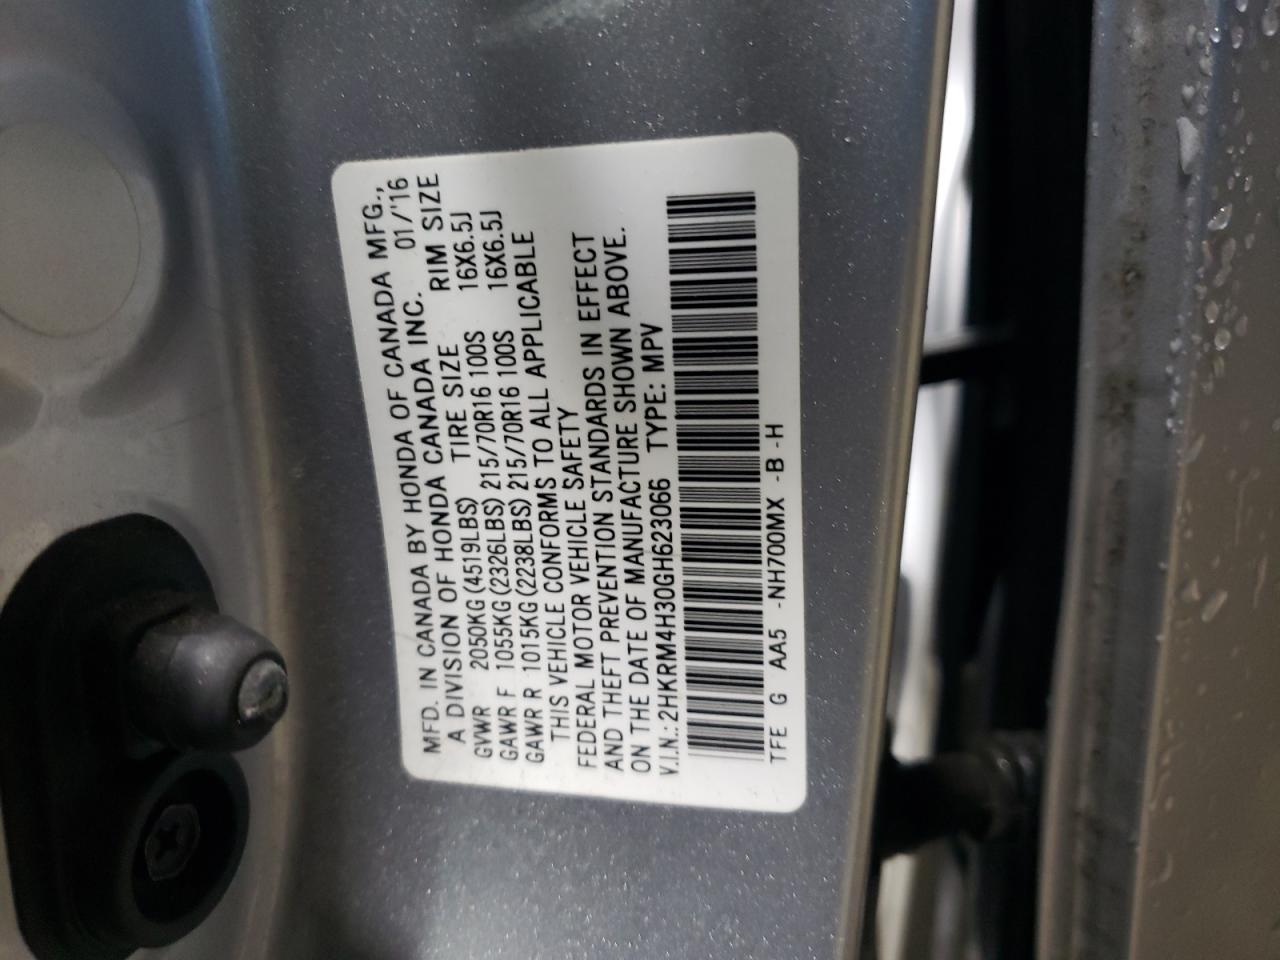 MFD. IN CANADA BY HONDA OF CANADA MFG.,
A DIVISION OF HONDA CANADA INC. 01/'16
GVWR 2050KG(4519LBS) TIRE SIZE RIM SIZE
GAWR F 1055KG(2326LBS) 215/70R16 100S 16X6.5J
GAWR R 1015KG(2238LBS) 215/70R16 100S 16X6.5J
THIS VEHICLE CONFORMS TO ALL APPLICABLE
FEDERAL MOTOR VEHICLE SAFETY
AND THEFT PREVENTION STANDARDS IN EFFECT
ON THE DATE OF MANUFACTURE SHOWN ABOVE.
V.I.N.:2HKRM4H30GH623066 TYPE: MPV
TFE G AA5 -NH700MX -B -H